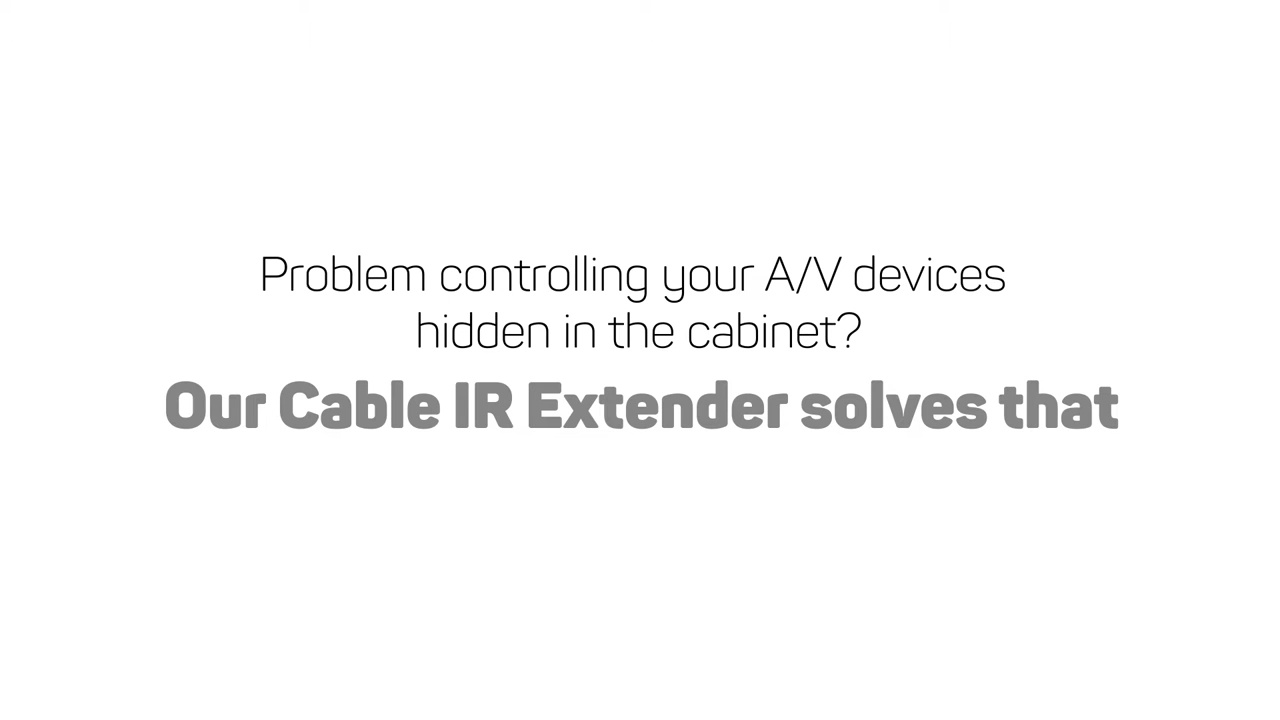 Problem controlling your A/V devices
hidden in the cabinet?
Our Cable IR Extender solves that